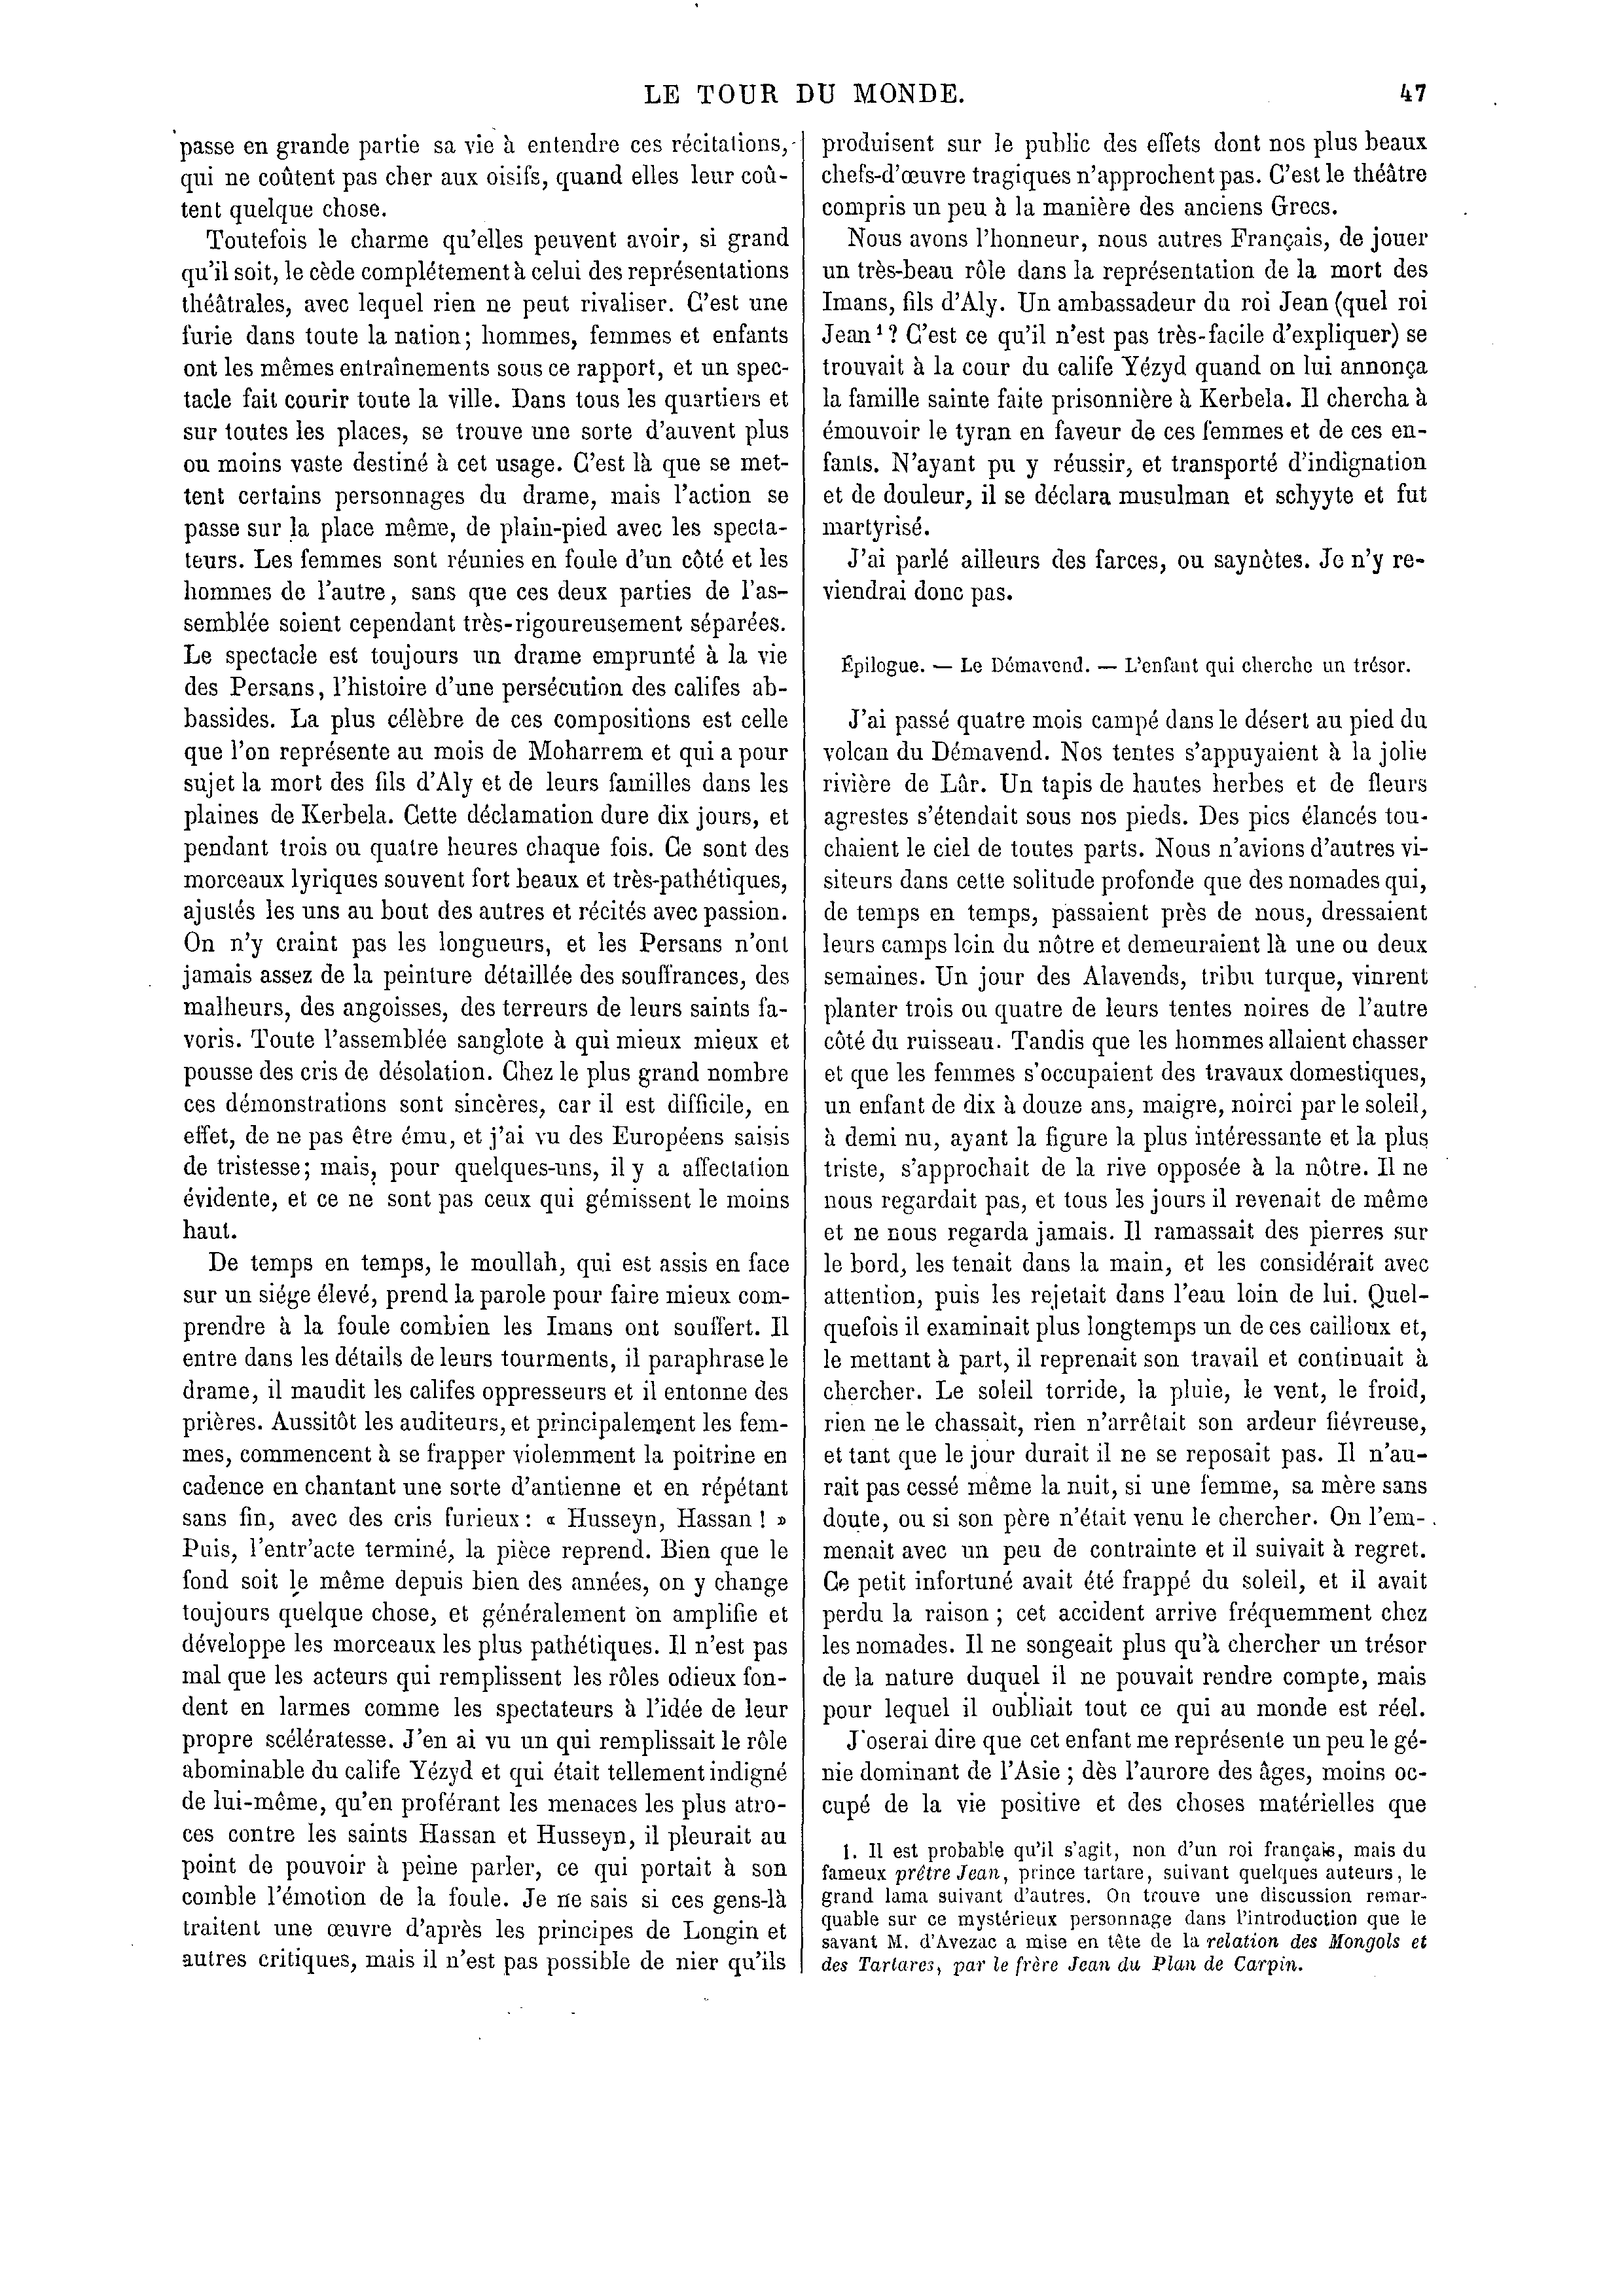 LE TOUR DU MONDE.
47
passe en grande partie sa vie à entendre ces récitations,
qui ne coûtent pas cher aux oisifs, quand elles leur coû-
tent quelque chose.
Toutefois le charme qu'elles peuvent avoir, si grand
qu'il soit, le cède complétement à celui des représentations
théâtrales, avec lequel rien ne peut rivaliser. C'est une
furie dans toute la nation; hommes, femmes et enfants
ont les mêmes entraînements sous ce rapport, et un spec-
tacle fait courir toute la ville. Dans tous les quartiers et
sur toutes les places, se trouve une sorte d'auvent plus
ou moins vaste destiné à cet usage. C'est là que se met-
tent certains personnages du drame, mais l'action se
passe sur la place même, de plain-pied avec les specta-
teurs. Les femmes sont réunies en foule d'un côté et les
hommes de l'autre, sans que ces deux parties de l'as-
semblée soient cependant très-rigoureusement séparées.
Le spectacle est toujours un drame emprunté à la vie
des Persans, l'histoire d'une persécution des califes ab-
bassides. La plus célèbre de ces compositions est celle
que l'on représente au mois de Moharrem et qui a pour
sujet la mort des fils d'Aly et de leurs familles dans les
plaines de Kerbela. Cette déclamation dure dix jours, et
pendant trois ou quatre heures chaque fois. Ce sont des
morceaux lyriques souvent fort beaux et très-pathétiques,
ajustés les uns au bout des autres et récités avec passion.
On n'y craint pas les longueurs, et les Persans n'ont
jamais assez de la peinture détaillée des souffrances, des
malheurs, des angoisses, des terreurs de leurs saints fa-
voris. Toute l'assemblée sanglote à qui mieux mieux et
pousse des cris de désolation. Chez le plus grand nombre
ces démonstrations sont sincères, car il est difficile, en
effet, de ne pas être ému, et j'ai vu des Européens saisis
de tristesse; mais, pour quelques-uns, il y a affectation
évidente, et ce ne sont pas ceux qui gémissent le moins
haut.
De temps en temps, le moullah, qui est assis en face
sur un siége élevé, prend la parole pour faire mieux com-
prendre à la foule combien les Imans ont souffert. Il
entre dans les détails de leurs tourments, il paraphrase le
drame, il maudit les califes oppresseurs et il entonne des
prières. Aussitôt les auditeurs, et principalement les fem-
mes, commencent à se frapper violemment la poitrine en
cadence en chantant une sorte d'antienne et en répétant
sans fin, avec des cris furieux: « Husseyn, Hassan ! »
Puis, l'entr'acte terminé, la pièce reprend. Bien que le
fond soit le même depuis bien des années, on y change
toujours quelque chose, et généralement on amplifie et
développe les morceaux les plus pathétiques. Il n'est pas
mal que les acteurs qui remplissent les rôles odieux fon-
dent en larmes comme les spectateurs à l'idée de leur
propre scélératesse. J'en ai vu un qui remplissait le rôle
abominable du calife Yézyd et qui était tellement indigné
de lui-même, qu'en proférant les menaces les plus atro-
ces contre les saints Hassan et Husseyn, il pleurait au
point de pouvoir à peine parler, ce qui portait à son
comble l'émotion de la foule. Je ne sais si ces gens-là
traitent une œuvre d'après les principes de Longin et
autres critiques, mais il n'est pas possible de nier qu'ils
produisent sur le public des effets dont nos plus beaux
chefs-d'œuvre tragiques n'approchent pas. C'est le théâtre
compris un peu à la manière des anciens Grecs.
Nous avons l'honneur, nous autres Français, de jouer
un très-beau rôle dans la représentation de la mort des
Imans, fils d'Aly. Un ambassadeur du roi Jean (quel roi
Jean¹? C'est ce qu'il n'est pas très-facile d'expliquer) se
trouvait à la cour du calife Yézyd quand on lui annonça
la famille sainte faite prisonnière à Kerbela. Il chercha à
émouvoir le tyran en faveur de ces femmes et de ces en-
fants. N'ayant pu y réussir, et transporté d'indignation
et de douleur, il se déclara musulman et schyyte et fut
martyrisé.
J'ai parlé ailleurs des farces, ou saynètes. Je n'y re-
viendrai donc pas.
Épilogue. — Le Démavend. — L'enfant qui cherche un trésor.
J'ai passé quatre mois campé dans le désert au pied du
volcan du Démavend. Nos tentes s'appuyaient à la jolie
rivière de Lâr. Un tapis de hautes herbes et de fleurs
agrestes s'étendait sous nos pieds. Des pics élancés tou-
chaient le ciel de toutes parts. Nous n'avions d'autres vi-
siteurs dans cette solitude profonde que des nomades qui,
de temps en temps, passaient près de nous, dressaient
leurs camps loin du nôtre et demeuraient là une ou deux
semaines. Un jour des Alavends, tribu turque, vinrent
planter trois ou quatre de leurs tentes noires de l'autre
côté du ruisseau. Tandis que les hommes allaient chasser
et que les femmes s'occupaient des travaux domestiques,
un enfant de dix à douze ans, maigre, noirci par le soleil,
à demi nu, ayant la figure la plus intéressante et la plus
triste, s'approchait de la rive opposée à la nôtre. Il ne
nous regardait pas, et tous les jours il revenait de même
et ne nous regarda jamais. Il ramassait des pierres sur
le bord, les tenait dans la main, et les considérait avec
attention, puis les rejetait dans l'eau loin de lui. Quel-
quefois il examinait plus longtemps un de ces cailloux et,
le mettant à part, il reprenait son travail et continuait à
chercher. Le soleil torride, la pluie, le vent, le froid,
rien ne le chassait, rien n'arrêtait son ardeur fiévreuse,
et tant que le jour durait il ne se reposait pas. Il n'au-
rait pas cessé même la nuit, si une femme, sa mère sans
doute, ou si son père n'était venu le chercher. On l'em-
menait avec un peu de contrainte et il suivait à regret.
Ce petit infortuné avait été frappé du soleil, et il avait
perdu la raison ; cet accident arrive fréquemment chez
les nomades. Il ne songeait plus qu'à chercher un trésor
de la nature duquel il ne pouvait rendre compte, mais
pour lequel il oubliait tout ce qui au monde est réel.
J'oserai dire que cet enfant me représente un peu le gé-
nie dominant de l'Asie ; dès l'aurore des âges, moins oc-
cupé de la vie positive et des choses matérielles que
1. Il est probable qu'il s'agit, non d'un roi français, mais du
fameux prêtre Jean, prince tartare, suivant quelques auteurs, le
grand lama suivant d'autres. On trouve une discussion remar-
quable sur ce mystérieux personnage dans l'introduction que le
savant M. d'Avezac a mise en tête de la relation des Mongols et
des Tartares, par le frère Jean du Plan de Carpin.